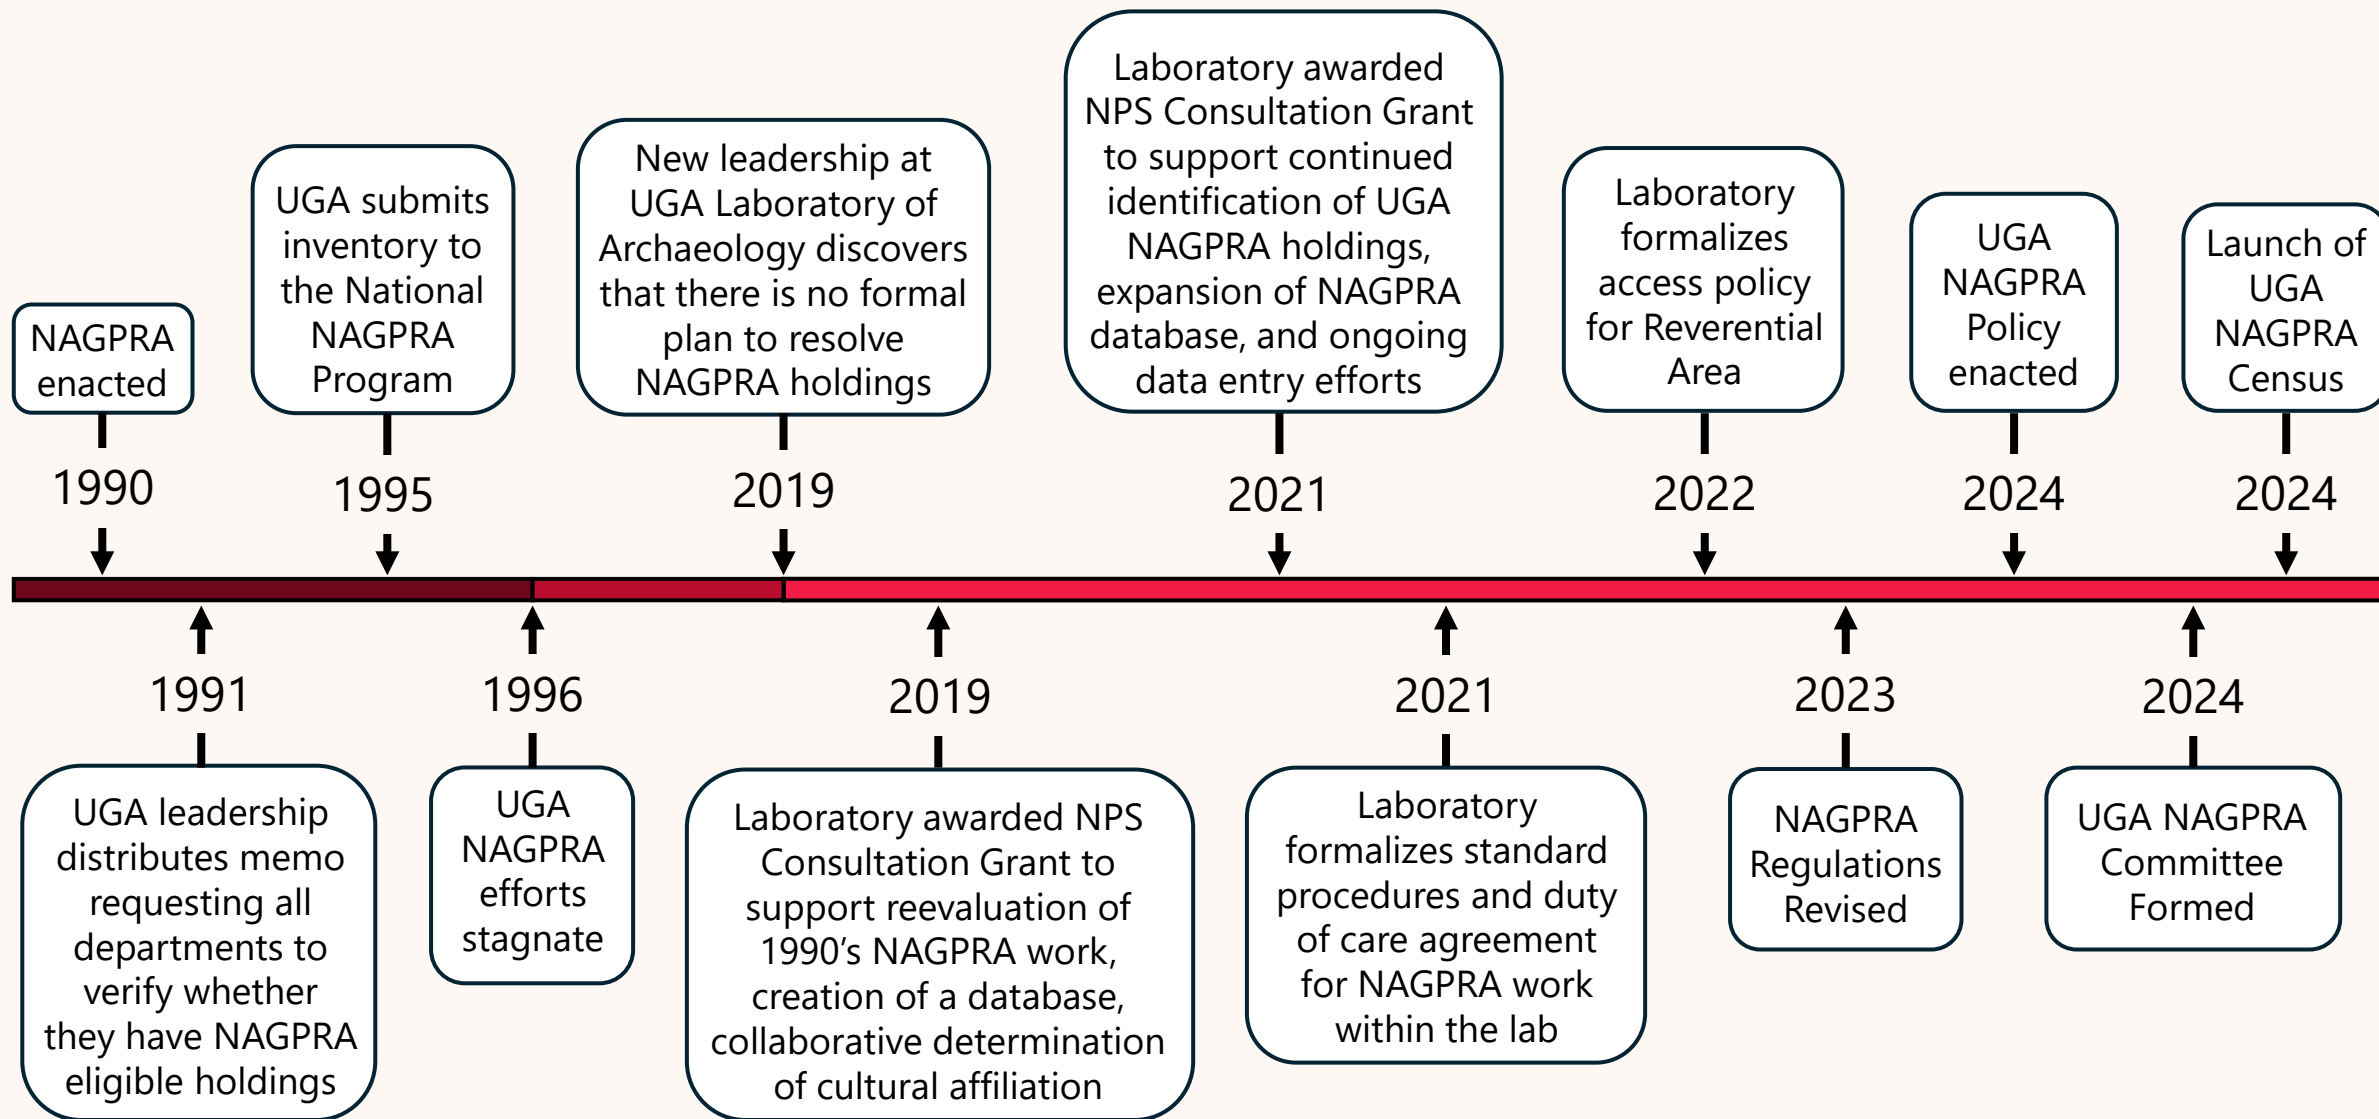 NAGPRA
enacted
1990
UGA submits
inventory to
the National
NAGPRA
Program
1995
New leadership at
UGA Laboratory of
Archaeology discovers
that there is no formal
plan to resolve
NAGPRA holdings
2019
Laboratory awarded
NPS Consultation Grant
to support continued
identification of UGA
NAGPRA holdings,
expansion of NAGPRA
database, and ongoing
data entry efforts
2021
Laboratory
formalizes
access policy
for Reverential
Area
2022
UGA
NAGPRA
Policy
enacted
2024
Launch of
UGA
NAGPRA
Census
2024
1991
UGA leadership
distributes memo
requesting all
departments to
verify whether
they have NAGPRA
eligible holdings
1996
UGA
NAGPRA
efforts
stagnate
2019
Laboratory awarded NPS
Consultation Grant to
support reevaluation of
1990’s NAGPRA work,
creation of a database,
collaborative determination
of cultural affiliation
2021
Laboratory
formalizes standard
procedures and duty
of care agreement
for NAGPRA work
within the lab
2023
NAGPRA
Regulations
Revised
2024
UGA NAGPRA
Committee
Formed